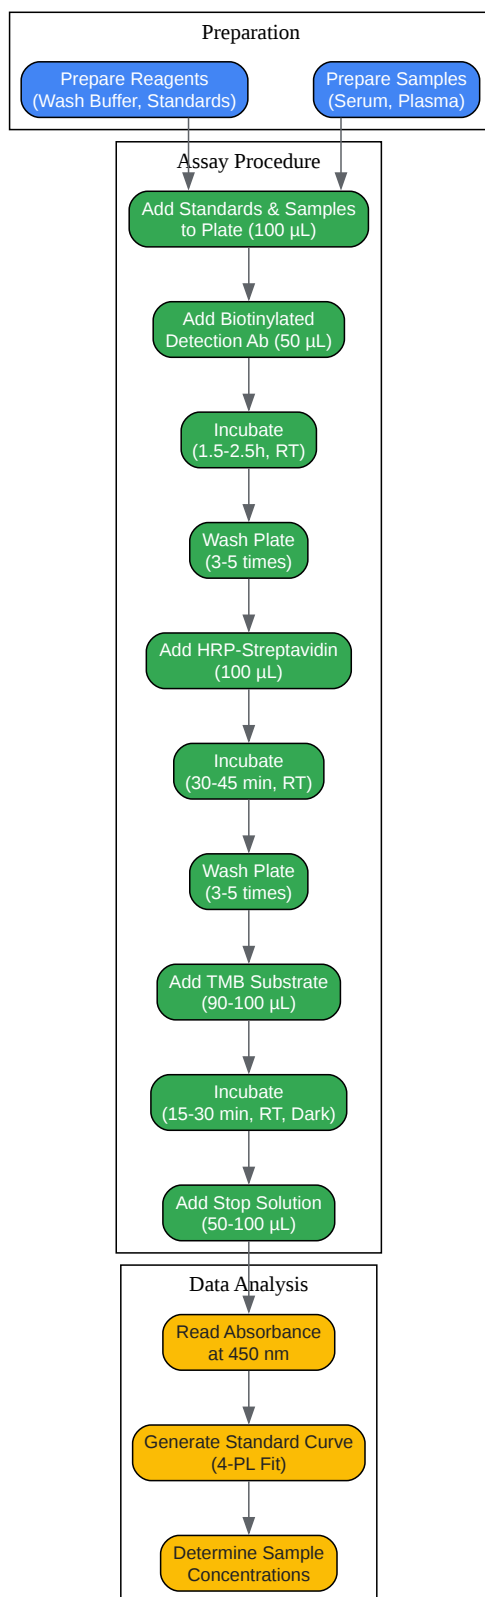 Preparation
Prepare Reagents
(Wash Buffer, Standards)
Prepare Samples
(Serum, Plasma)
Assay Procedure
Add Standards & Samples
to Plate (100 µL)
Add Biotinylated
Detection Ab (50 µL)
Incubate
(1.5-2.5h, RT)
Wash Plate
(3-5 times)
Add HRP-Streptavidin
(100 µL)
Incubate
(30-45 min, RT)
Wash Plate
(3-5 times)
Add TMB Substrate
(90-100 µL)
Incubate
(15-30 min, RT, Dark)
Add Stop Solution
(50-100 µL)
Data Analysis
Read Absorbance
at 450 nm
Generate Standard Curve
(4-PL Fit)
Determine Sample
Concentrations